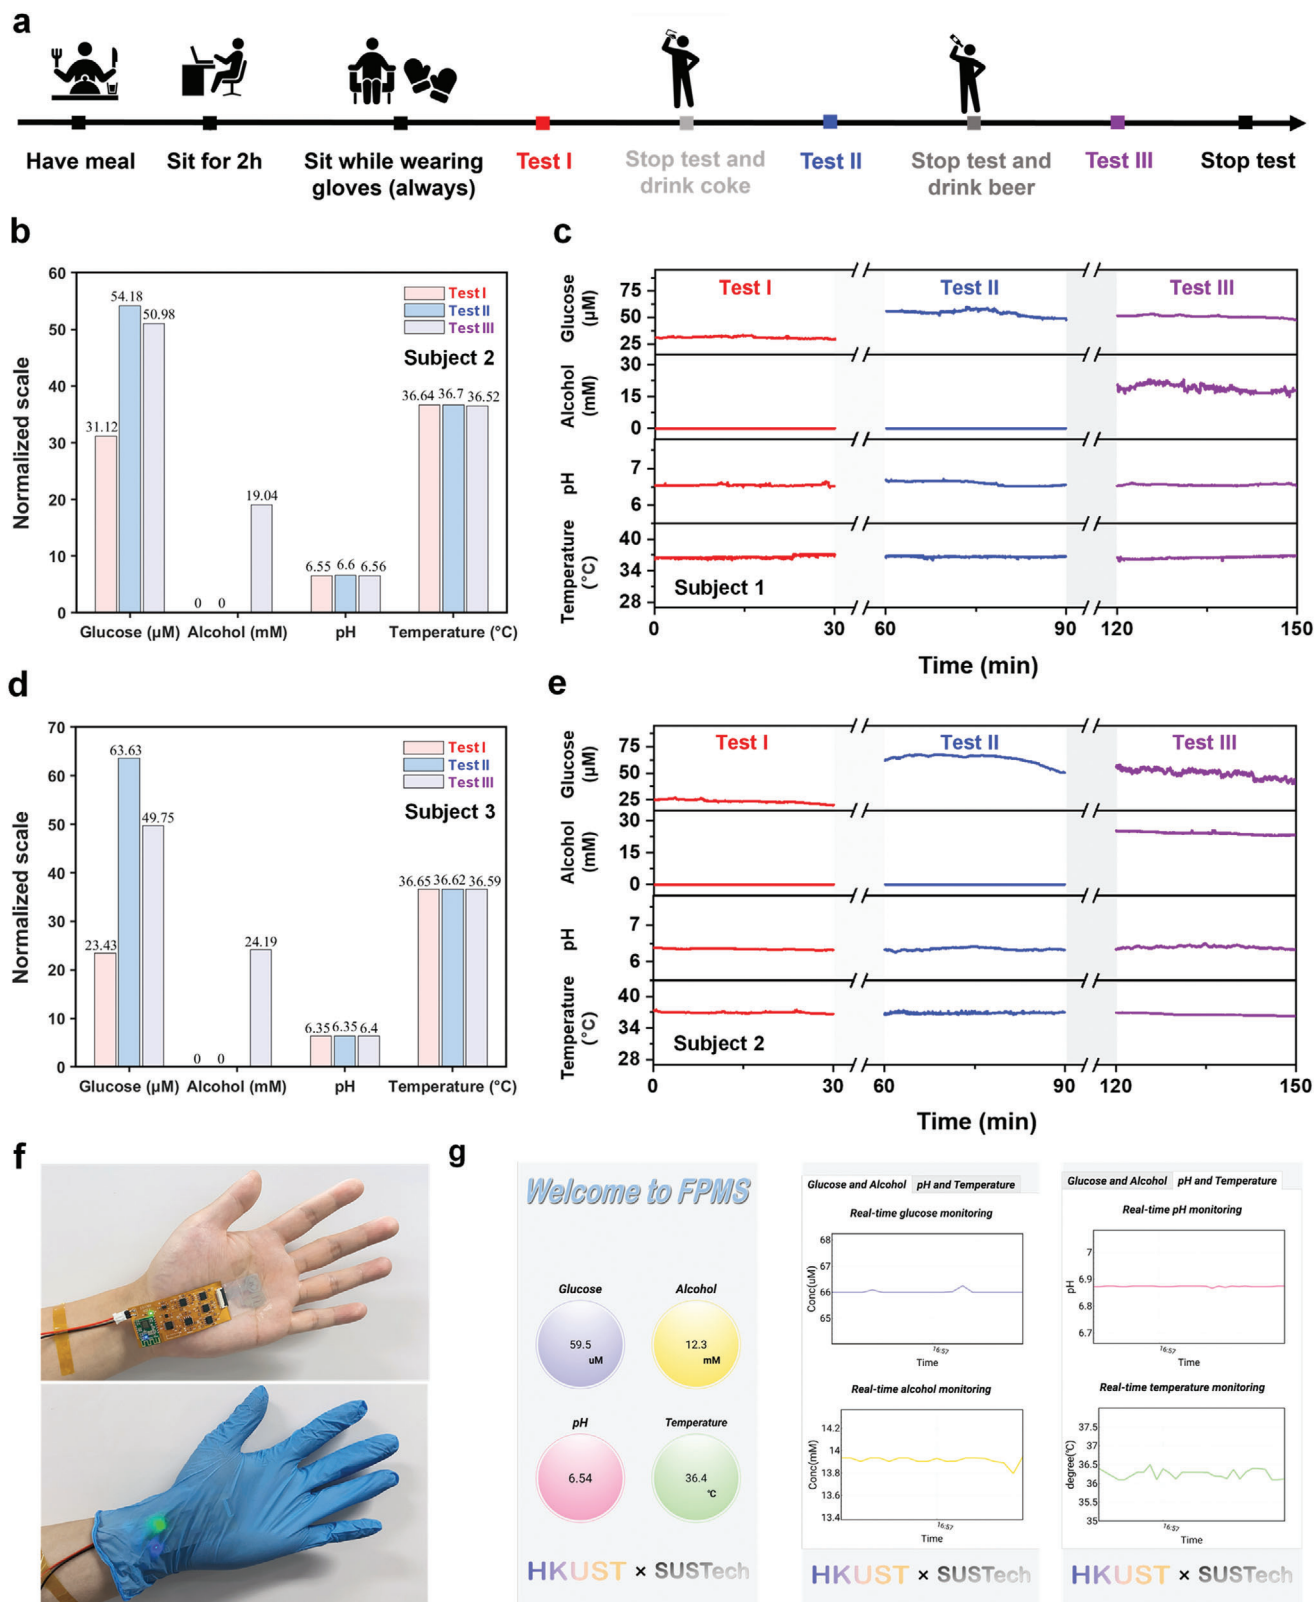 a
Have meal
Sit for 2h
Sit while wearing
gloves (always)
Test I
Stop test and
drink coke
Test II
Stop test and
drink beer
Test III
Stop test
b
Normalized scale
60
50
40
30
20
10
0
Test I
Test II
Test III
Subject 2
31.12
54.18
50.98
0
0
19.04
6.55
6.6
6.56
36.64
36.7
36.52
Glucose (μM)
Alcohol (mM)
pH
Temperature (°C)
c
Test I
Test II
Test III
Glucose
(μM)
75
50
25
Alcohol
(mM)
30
15
0
pH
7
6
Temperature
(°C)
40
34
28
Subject 1
0
30
60
90
120
150
Time (min)
d
Normalized scale
70
60
50
40
30
20
10
0
Test I
Test II
Test III
Subject 3
23.43
63.63
49.75
0
0
24.19
6.35
6.35
6.4
36.65
36.62
36.59
Glucose (μM)
Alcohol (mM)
pH
Temperature (°C)
e
Test I
Test II
Test III
Glucose
(μM)
75
50
25
Alcohol
(mM)
30
15
0
pH
7
6
Temperature
(°C)
40
34
28
Subject 2
0
30
60
90
120
150
Time (min)
f
g
Welcome to FPMS
Glucose
59.5
uM
Alcohol
12.3
mM
pH
6.54
Temperature
36.4
°C
HKUST × SUSTech
Glucose and Alcohol
pH and Temperature
Real-time glucose monitoring
Conc(uM)
68
67
66
65
16:57
Time
Real-time alcohol monitoring
Conc(mM)
14.2
14
13.8
13.6
13.4
16:57
Time
HKUST × SUSTech
Glucose and Alcohol
pH and Temperature
Real-time pH monitoring
pH
7
6.9
6.8
6.7
16:57
Time
Real-time temperature monitoring
degree(°C)
37.5
37
36.5
36
35.5
35
16:57
Time
HKUST × SUSTech